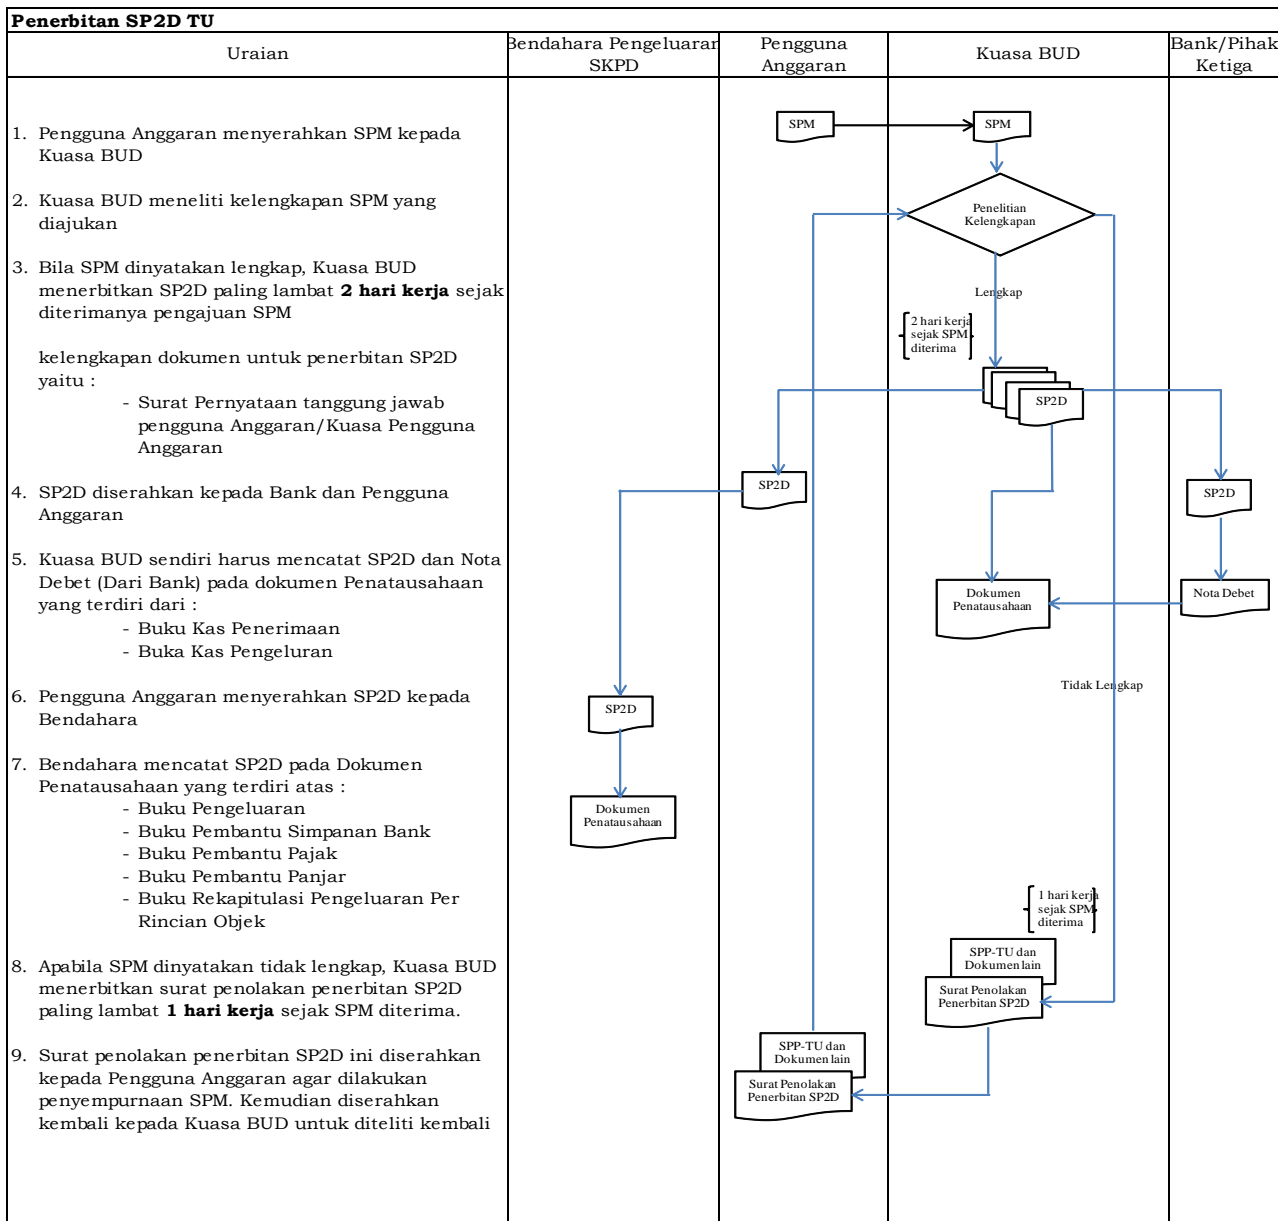 Penerbitan SP2D TU
Uraian
Bendahara Pengeluaran
SKPD
Pengguna
Anggaran
Kuasa BUD
Bank/Pihak
Ketiga
1. Pengguna Anggaran menyerahkan SPM kepada
Kuasa BUD
2. Kuasa BUD meneliti kelengkapan SPM yang
diajukan
3. Bila SPM dinyatakan lengkap, Kuasa BUD
menerbitkan SP2D paling lambat 2 hari kerja sejak
diterimanya pengajuan SPM
kelengkapan dokumen untuk penerbitan SP2D
yaitu :
- Surat Pernyataan tanggung jawab
pengguna Anggaran/Kuasa Pengguna
Anggaran
4. SP2D diserahkan kepada Bank dan Pengguna
Anggaran
5. Kuasa BUD sendiri harus mencatat SP2D dan Nota
Debet (Dari Bank) pada dokumen Penatausahaan
yang terdiri dari :
- Buku Kas Penerimaan
- Buka Kas Pengeluran
6. Pengguna Anggaran menyerahkan SP2D kepada
Bendahara
7. Bendahara mencatat SP2D pada Dokumen
Penatausahaan yang terdiri atas :
- Buku Pengeluaran
- Buku Pembantu Simpanan Bank
- Buku Pembantu Pajak
- Buku Pembantu Panjar
- Buku Rekapitulasi Pengeluaran Per
Rincian Objek
8. Apabila SPM dinyatakan tidak lengkap, Kuasa BUD
menerbitkan surat penolakan penerbitan SP2D
paling lambat 1 hari kerja sejak SPM diterima.
9. Surat penolakan penerbitan SP2D ini diserahkan
kepada Pengguna Anggaran agar dilakukan
penyempurnaan SPM. Kemudian diserahkan
kembali kepada Kuasa BUD untuk diteliti kembali
SPM
SPM
Penelitian
Kelengkapan
Lengkap
2 hari kerja
sejak SPM
diterima
SP2D
SP2D
SP2D
Dokumen
Penatausahaan
Nota Debet
Tidak Lengkap
SP2D
Dokumen
Penatausahaan
1 hari kerja
sejak SPM
diterima
SPP-TU dan
Dokumen lain
Surat Penolakan
Penerbitan SP2D
SPP-TU dan
Dokumen lain
Surat Penolakan
Penerbitan SP2D